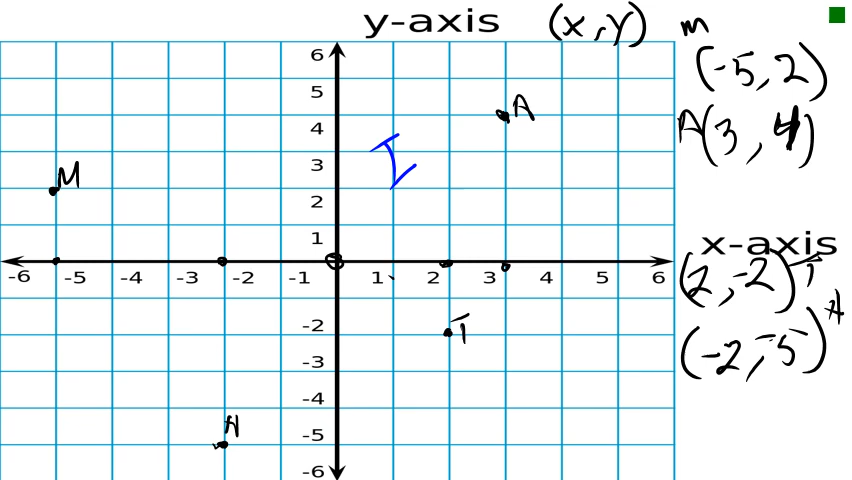 y-axis (x, y) m
(-5, 2)
A(3, 4)
6
5
4
3
2
1
-2
-3
-4
-5
-6
A
I
M
-6 -5 -4 -3 -2 -1 1 2 3 4 5 6
x-axis
(2, -2) T
T
(-2, -5) H
H